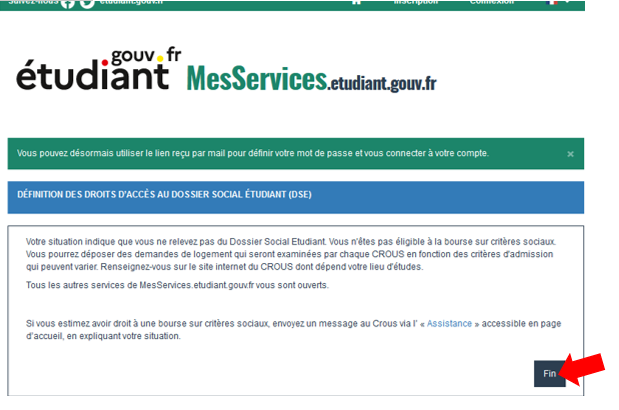 Suivez-nous etudiant.gouv.fr Inscription Connexion
gouv.fr
étudiant MesServices.etudiant.gouv.fr
Vous pouvez désormais utiliser le lien reçu par mail pour définir votre mot de passe et vous connecter à votre compte. ×
DÉFINITION DES DROITS D'ACCÈS AU DOSSIER SOCIAL ÉTUDIANT (DSE)
Votre situation indique que vous ne relevez pas du Dossier Social Etudiant. Vous n'êtes pas éligible à la bourse sur critères sociaux.
Vous pourrez déposer des demandes de logement qui seront examinées par chaque CROUS en fonction des critères d'admission
qui peuvent varier. Renseignez-vous sur le site internet du CROUS dont dépend votre lieu d'études.
Tous les autres services de MesServices.etudiant.gouv.fr vous sont ouverts.
Si vous estimez avoir droit à une bourse sur critères sociaux, envoyez un message au Crous via l' « Assistance » accessible en page
d'accueil, en expliquant votre situation.
Fin